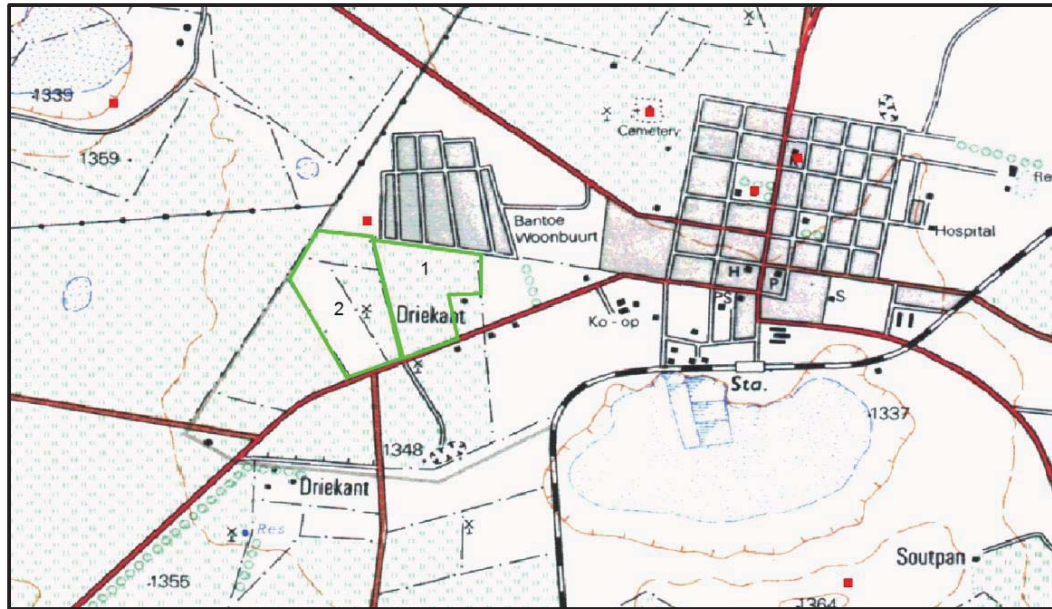 1339
1359
Cemetery
Bantoe
Woonbuurt
Hospital
1
2
Driekant
H
P
PS
S
Ko-op
Sta.
1337
1348
Driekant
Res
1355
Soutpan
1364